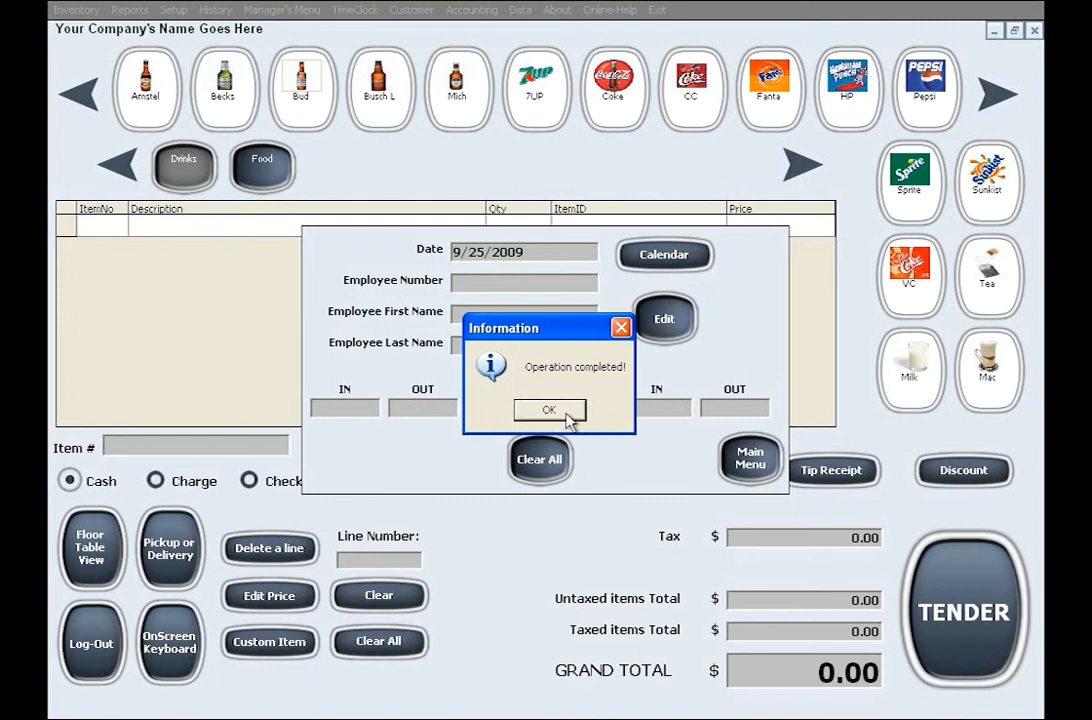 Inventory Reports Setup History Manager's Menu TimeClock Customer Accounting Data About Online-Help Exit
Your Company's Name Goes Here
Amstel Becks Bud Busch L Mich 7UP Coke CC Fanta HP Pepsi
Drinks Food
Sprite Sunkist
ItemNo Description Qty ItemID Price
Date 9/25/2009 Calendar
Employee Number
VC Tea
Employee First Name Edit
Information
Employee Last Name
Operation completed!
Milk Mac
IN OUT IN OUT
OK
Item #
Clear All Main Menu Tip Receipt Discount
Cash Charge Check
Floor Table View
Pickup or Delivery
Delete a line
Line Number:
Tax $ 0.00
Edit Price Clear
Untaxed items Total $ 0.00
TENDER
Log-Out
OnScreen Keyboard
Custom Item Clear All
Taxed items Total $ 0.00
GRAND TOTAL $ 0.00